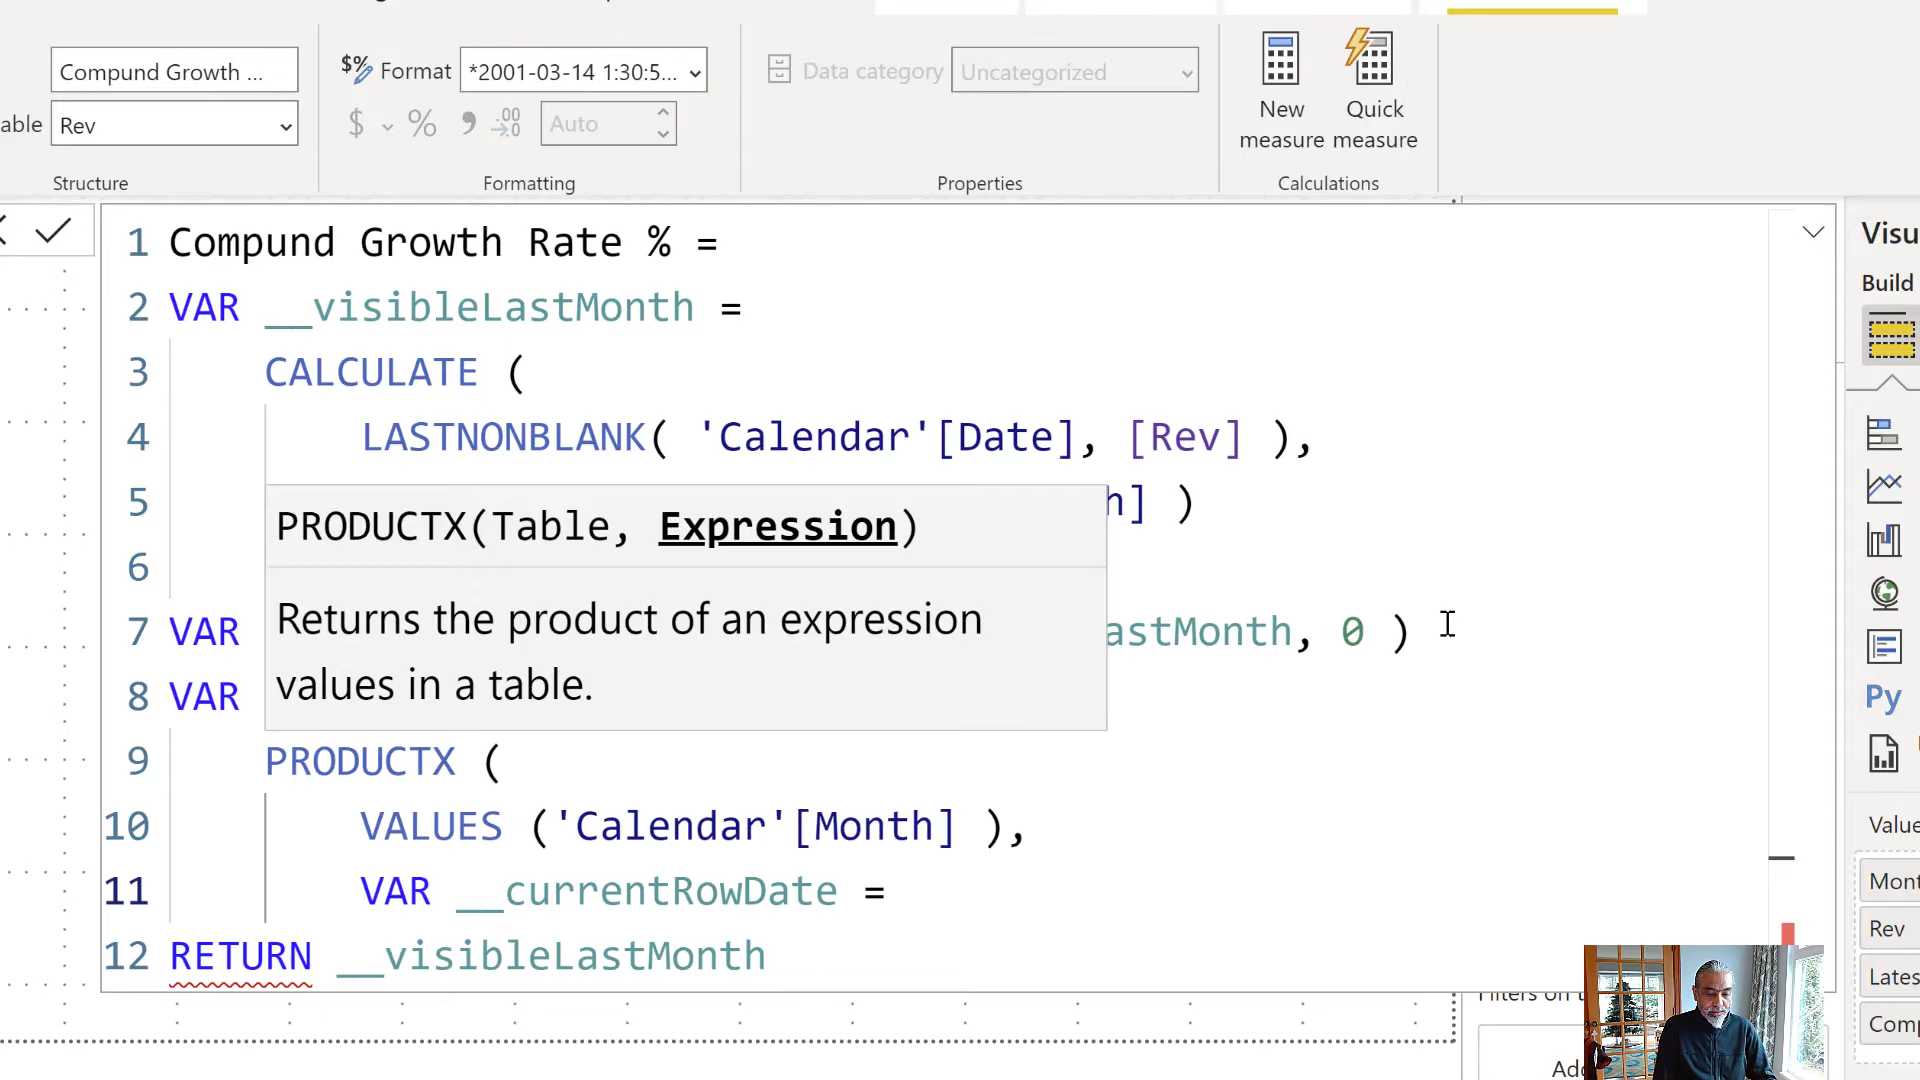 Compund Growth ...
Format
*2001-03-14 1:30:5...
Data category
Uncategorized
New measure
Quick measure
able
Rev
$
%
Auto
Structure
Formatting
Properties
Calculations
1 Compund Growth Rate % =
2 VAR __visibleLastMonth =
3 CALCULATE (
4 LASTNONBLANK( 'Calendar'[Date], [Rev] ),
5 h] )
6
7 VAR astMonth, 0 )
8 VAR
PRODUCTX(Table, Expression)
Returns the product of an expression
values in a table.
9 PRODUCTX (
10 VALUES ('Calendar'[Month] ),
11 VAR __currentRowDate =
12 RETURN __visibleLastMonth
Visu
Build
Py
Value
Mont
Rev
Lates
Comp
Filters on t
Add